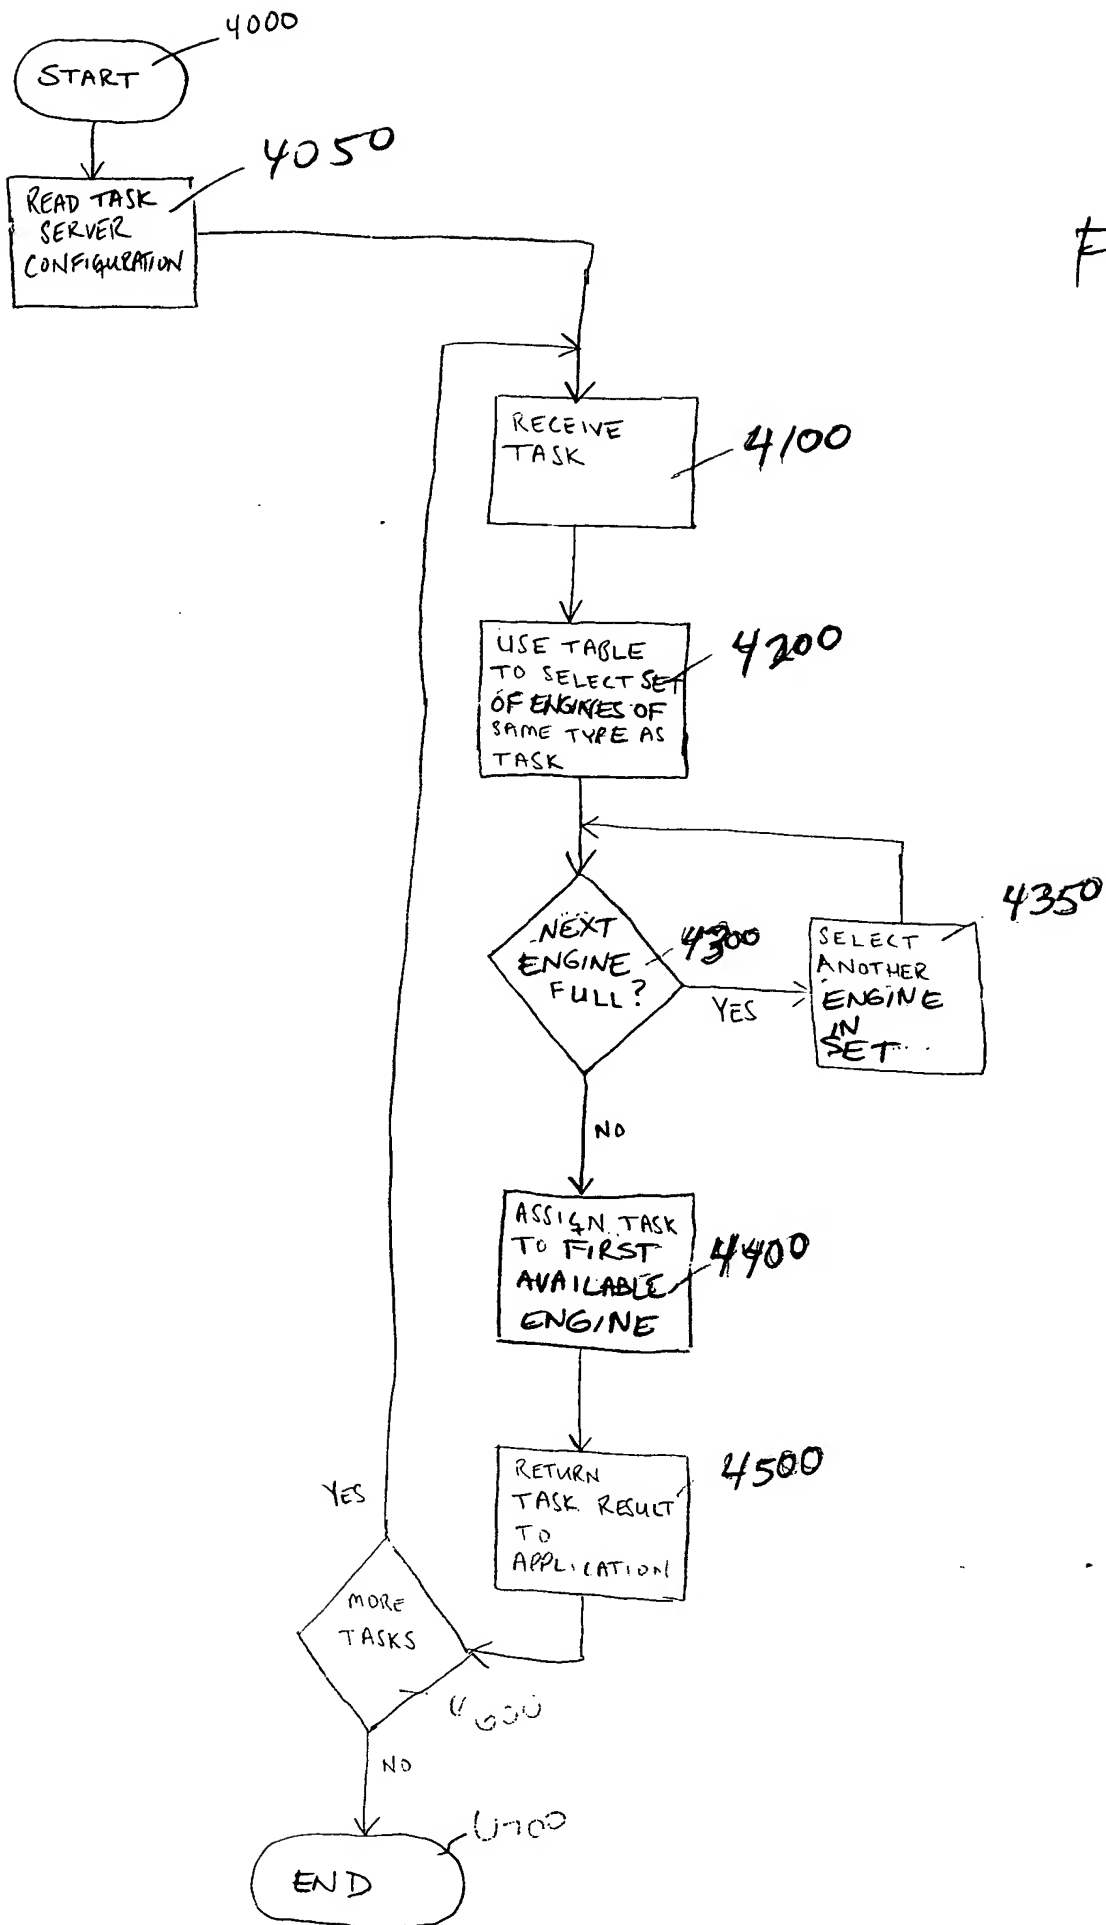 4000
START
4050
READ TASK
SERVER
CONFIGURATION
F
RECEIVE
TASK
4100
USE TABLE
TO SELECT SET
OF ENGINES OF
SAME TYPE AS
TASK
4200
NEXT
ENGINE
FULL?
4300
YES
SELECT
ANOTHER
ENGINE
IN
SET
4350
NO
ASSIGN TASK
TO FIRST
AVAILABLE
ENGINE
4400
RETURN
TASK RESULT
TO
APPLICATION
4500
YES
MORE
TASKS
4600
NO
4700
END